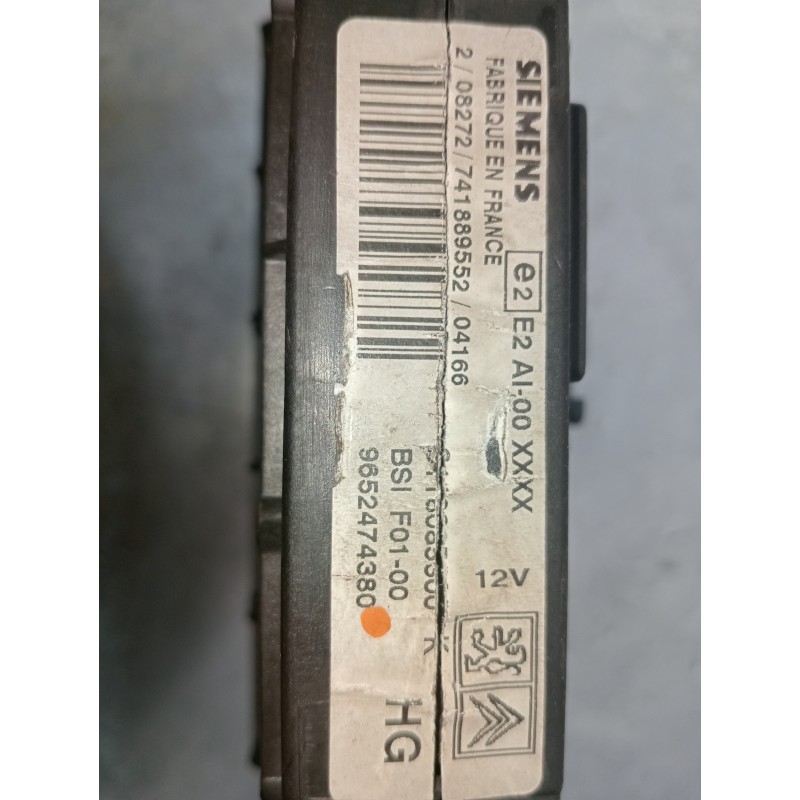 SIEMENS
e2 E2 AI-00 XXXX
FABRIQUE EN FRANCE
2/08272/741889552/04166
12V
BSI F01-00
9652474380
HG